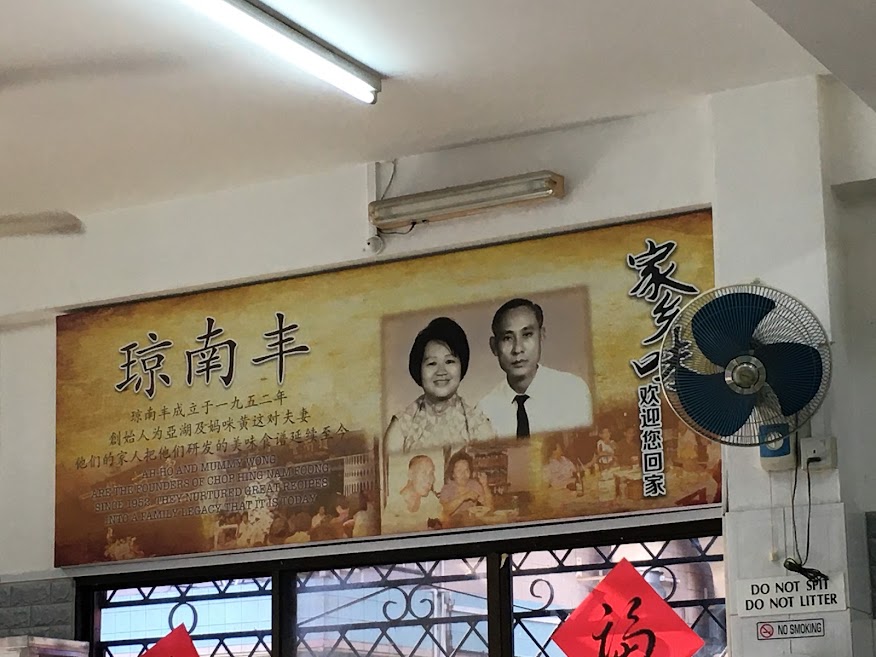 琼南丰
琼南丰成立于一九五二年
創始人为亞湖及妈咪黄这对夫妻
他们的家人把他们研发的美味食谱延续至今
AH HO AND MUMMY WONG
ARE THE FOUNDERS OF CHOP HING NAM FOONG
SINCE 1952. THEY NURTURED GREAT RECIPES
INTO A FAMILY LEGACY THAT IT IS TODAY
家乡味
欢迎您回家
DO NOT SPIT
DO NOT LITTER
NO SMOKING
福